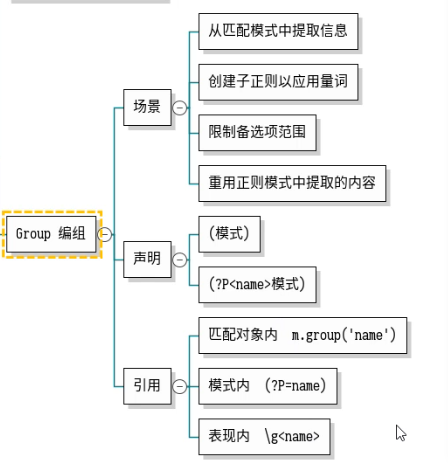 从匹配模式中提取信息
创建子正则以应用量词
场景
限制备选项范围
重用正则模式中提取的内容
Group 编组
(模式)
声明
(?P<name>模式)
匹配对象内 m.group('name')
引用
模式内 (?P=name)
表现内 \g<name>